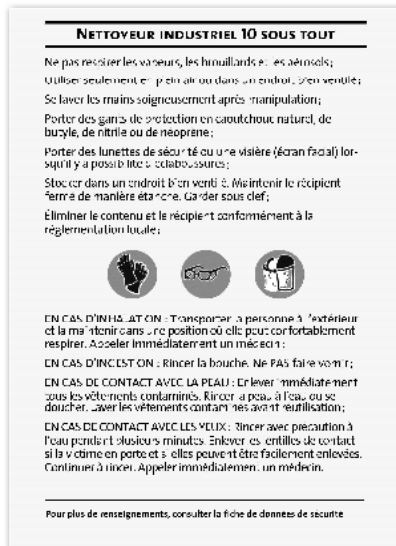 NETTOYEUR INDUSTRIEL 10 SOUS TOUT
Ne pas respirer les vapeurs, les brouillards et les aérosols;
Utiliser seulement en plein air ou dans un endroit bien ventilé;
Se laver les mains soigneusement après manipulation;
Porter des gants de protection en caoutchouc naturel, de
butyle, de nitrile ou de néoprène;
Porter des lunettes de sécurité ou une visière (écran facial) lor-
squ'il y a possibilité d'éclaboussures;
Stocker dans un endroit bien ventilé. Maintenir le récipient
fermé de manière étanche. Garder sous clef;
Éliminer le contenu et le récipient conformément à la
réglementation locale;
EN CAS D'INHALATION : Transporter la personne à l'extérieur
et la maintenir dans une position où elle peut confortablement
respirer. Appeler immédiatement un médecin;
EN CAS D'INGESTION : Rincer la bouche. Ne PAS faire vomir;
EN CAS DE CONTACT AVEC LA PEAU : Enlever immédiatement
tous les vêtements contaminés. Rincer la peau à l'eau ou se
doucher. Laver les vêtements contaminés avant réutilisation;
EN CAS DE CONTACT AVEC LES YEUX : Rincer avec précaution à
l'eau pendant plusieurs minutes. Enlever les lentilles de contact
si la victime en porte et si elles peuvent être facilement enlevées.
Continuer à rincer. Appeler immédiatement un médecin.
Pour plus de renseignements, consulter la fiche de données de sécurité